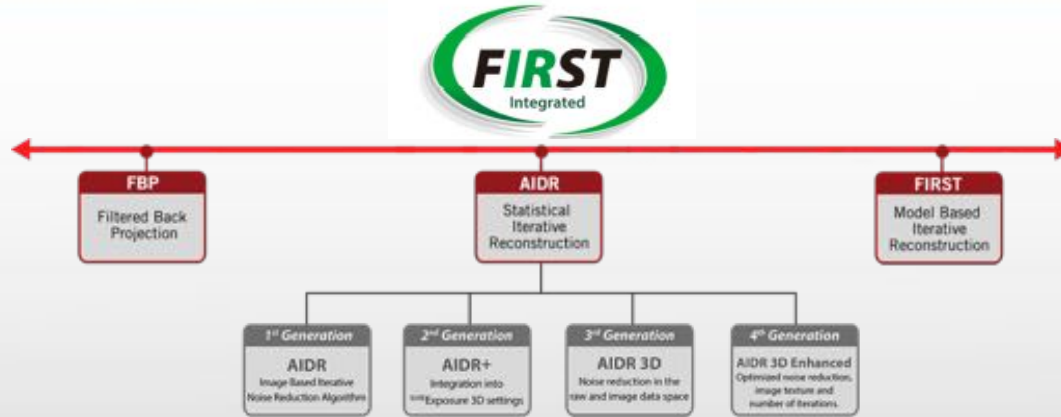 FIRST
Integrated
FBP
Filtered Back
Projection
AIDR
Statistical
Iterative
Reconstruction
FIRST
Model Based
Iterative
Reconstruction
1st Generation
AIDR
Image Based Iterative
Noise Reduction Algorithm
2nd Generation
AIDR+
Integration into
SUREExposure 3D settings
3rd Generation
AIDR 3D
Noise reduction in the
raw and image data space
4th Generation
AIDR 3D Enhanced
Optimized noise reduction,
image texture and
number of iterations.